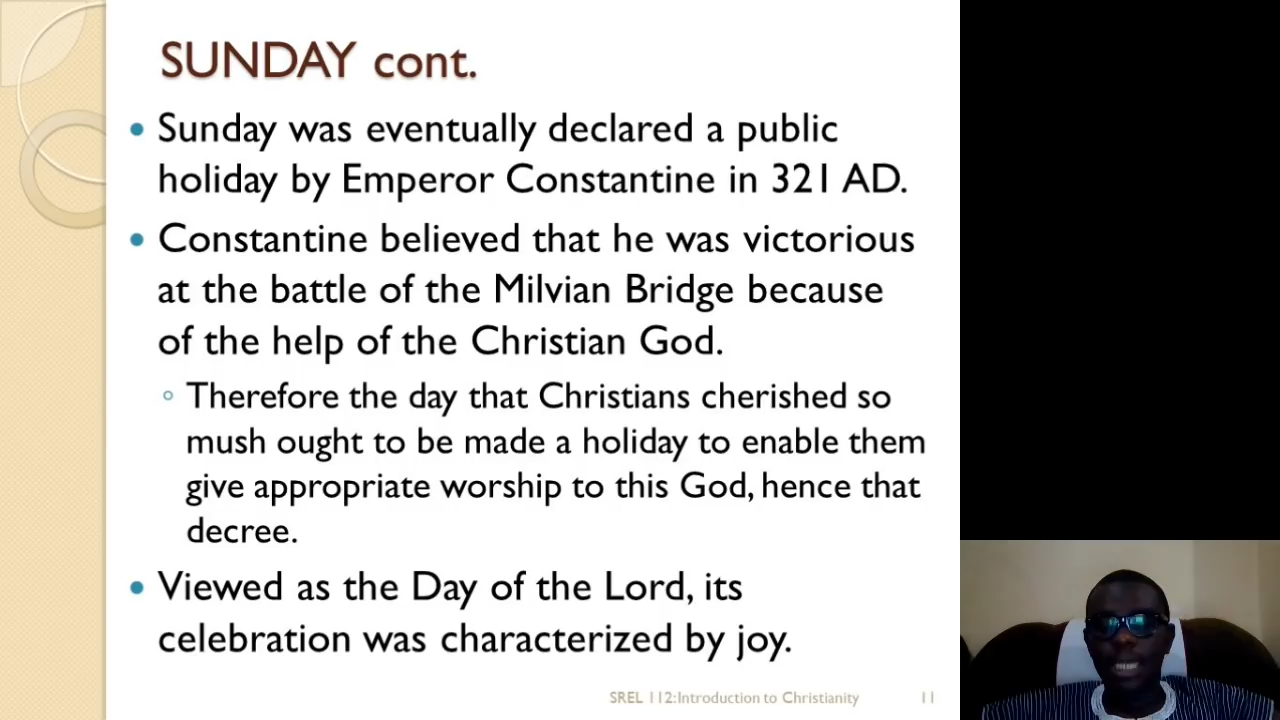 SUNDAY cont.
Sunday was eventually declared a public
holiday by Emperor Constantine in 321 AD.
Constantine believed that he was victorious
at the battle of the Milvian Bridge because
of the help of the Christian God.
Therefore the day that Christians cherished so
mush ought to be made a holiday to enable them
give appropriate worship to this God, hence that
decree.
Viewed as the Day of the Lord, its
celebration was characterized by joy.
SREL 112:Introduction to Christianity 11